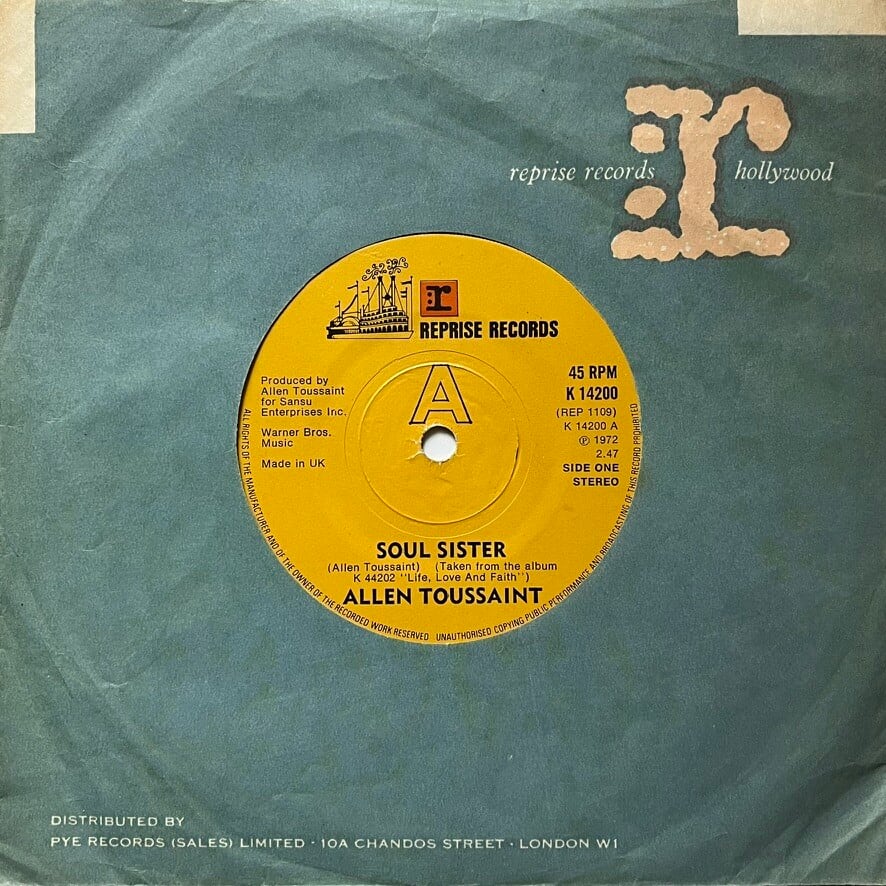 reprise records hollywood
r
r
REPRISE RECORDS
A
Produced by
Allen Toussaint
for Sansu
Enterprises Inc.
Warner Bros.
Music
Made in UK
45 RPM
K 14200
(REP 1109)
K 14200 A
℗ 1972
2.47
SIDE ONE
STEREO
SOUL SISTER
(Allen Toussaint) (Taken from the album
K 44202 "Life, Love And Faith")
ALLEN TOUSSAINT
ALL RIGHTS OF THE MANUFACTURER AND OF THE OWNER OF THE RECORDED WORK RESERVED UNAUTHORISED COPYING PUBLIC PERFORMANCE AND BROADCASTING OF THIS RECORD PROHIBITED
DISTRIBUTED BY
PYE RECORDS (SALES) LIMITED · 10A CHANDOS STREET · LONDON W1